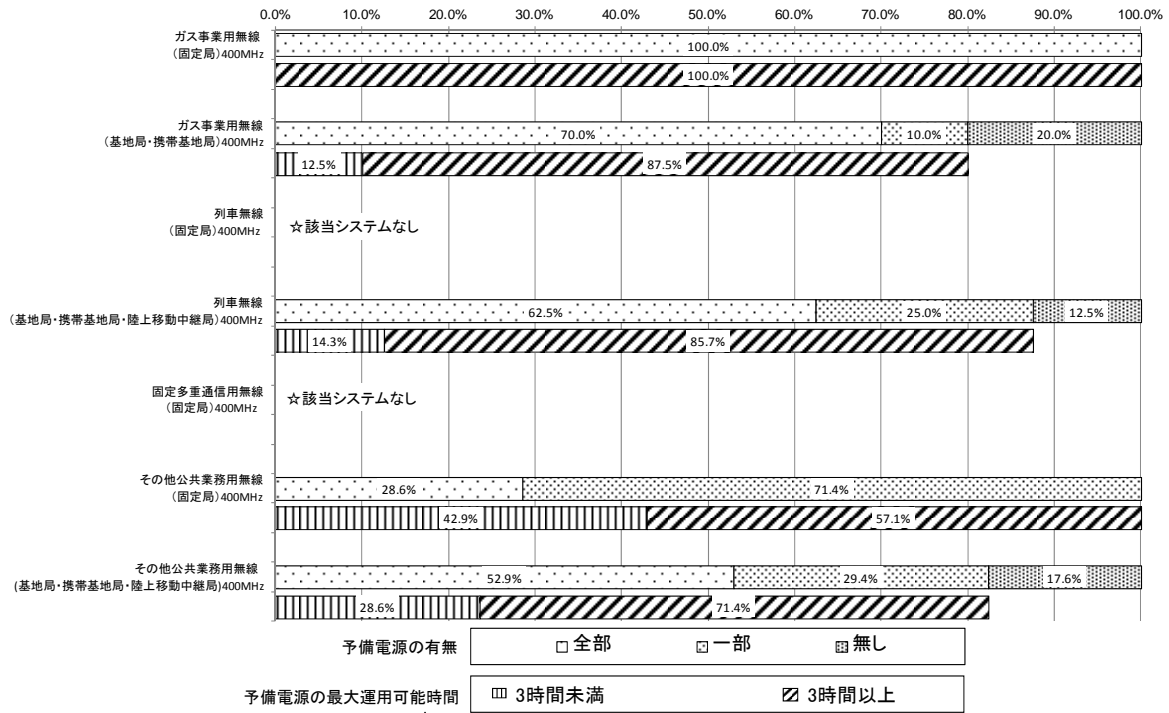 0.0% 10.0% 20.0% 30.0% 40.0% 50.0% 60.0% 70.0% 80.0% 90.0% 100.0%
ガス事業用無線
（固定局）400MHz
100.0%
100.0%
ガス事業用無線
（基地局・携帯基地局）400MHz
70.0% 10.0% 20.0%
12.5% 87.5%
列車無線
（固定局）400MHz
☆該当システムなし
列車無線
（基地局・携帯基地局・陸上移動中継局）400MHz
62.5% 25.0% 12.5%
14.3% 85.7%
固定多重通信用無線
（固定局）400MHz
☆該当システムなし
その他公共業務用無線
（固定局）400MHz
28.6% 71.4%
42.9% 57.1%
その他公共業務用無線
(基地局・携帯基地局・陸上移動中継局)400MHz
52.9% 29.4% 17.6%
28.6% 71.4%
予備電源の有無 全部 一部 無し
予備電源の最大運用可能時間 3時間未満 3時間以上